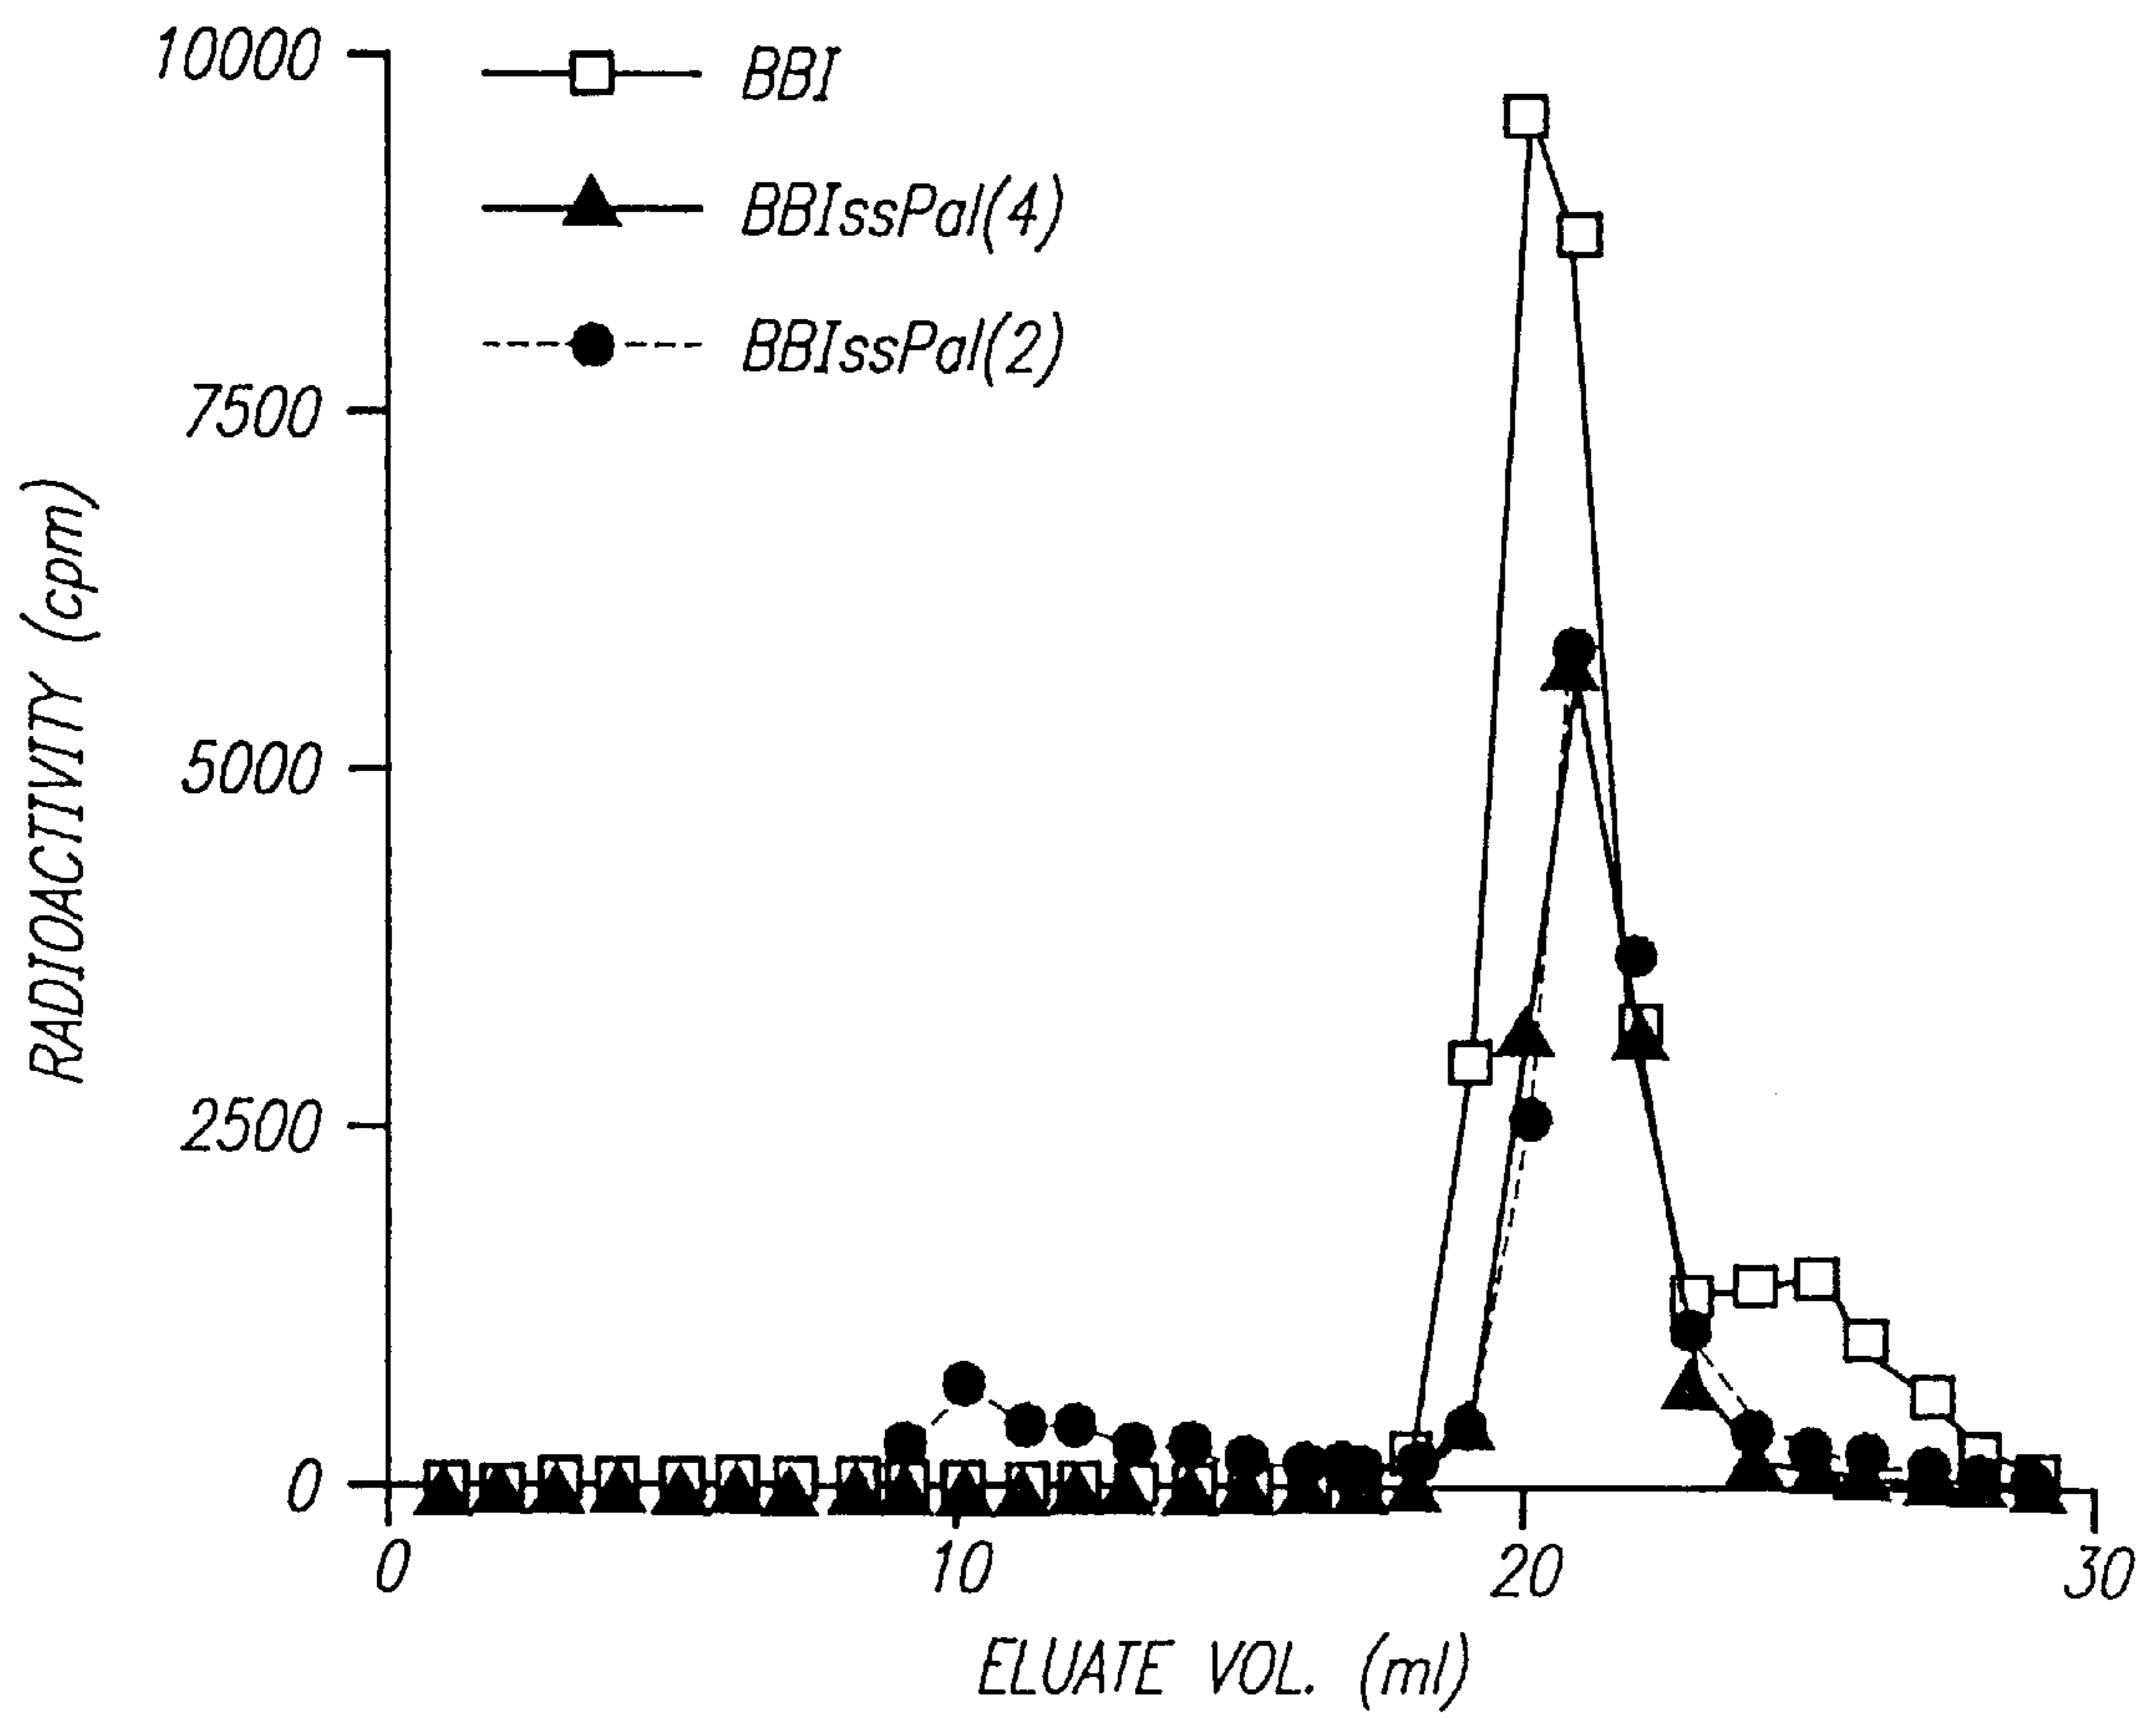 10000
7500
5000
2500
0
RADIOACTIVITY (cpm)
BBI
BBIssPal(4)
BBIssPal(2)
0 10 20 30
ELUATE VOL. (ml)